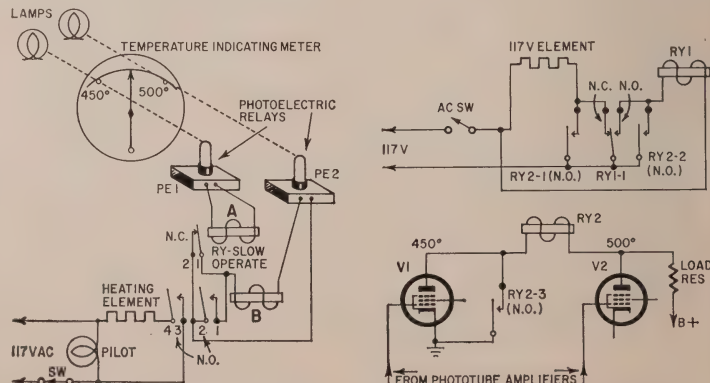 LAMPS
TEMPERATURE INDICATING METER
450°
500°
PHOTOELECTRIC
RELAYS
PE1
PE2
A
N.C.
2 1
RY-SLOW
OPERATE
B
HEATING
ELEMENT
4 3
2 1
N.O.
117VAC
PILOT
SW
117V ELEMENT
RY1
N.C. N.O.
AC SW
117V
RY2-1 (N.O.)
RY1-1
RY2-2
(N.O.)
RY2
450°
500°
V1
V2
LOAD
RES
RY2-3
(N.O.)
B+
FROM PHOTOTUBE AMPLIFIERS